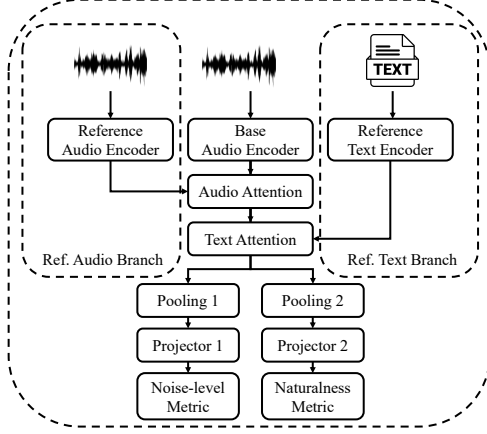 TEXT
Reference
Audio Encoder
Base
Audio Encoder
Reference
Text Encoder
Audio Attention
Text Attention
Ref. Audio Branch
Ref. Text Branch
Pooling 1
Pooling 2
Projector 1
Projector 2
Noise-level
Metric
Naturalness
Metric